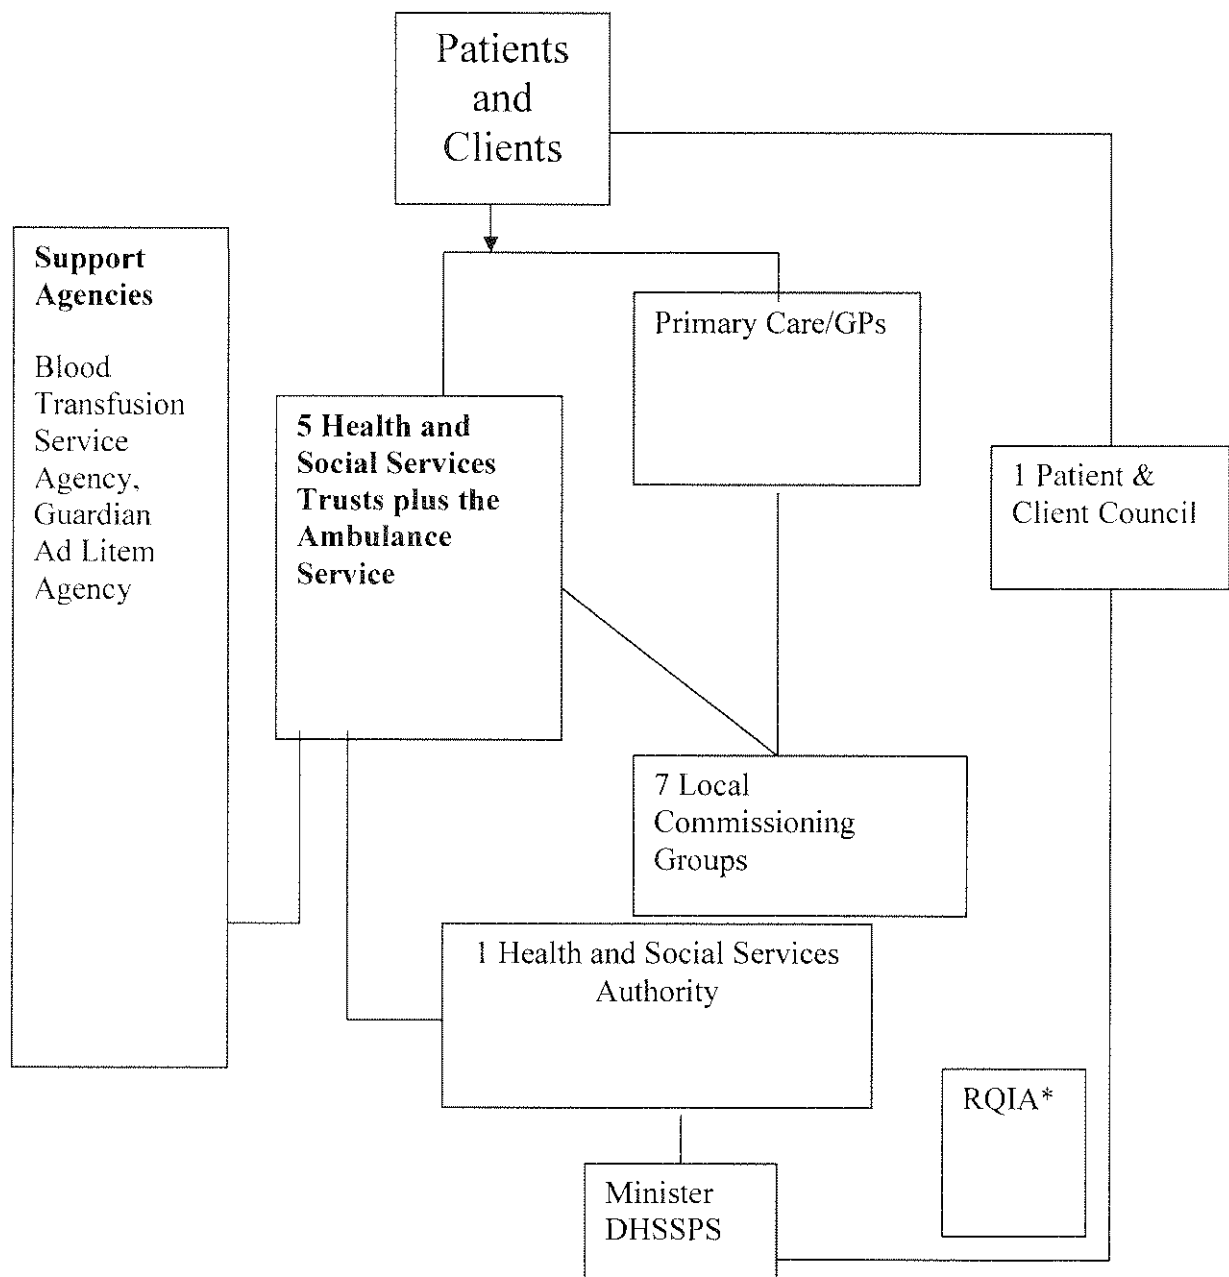 Patients
and
Clients
Support
Agencies
Blood
Transfusion
Service
Agency,
Guardian
Ad Litem
Agency
Primary Care/GPs
5 Health and
Social Services
Trusts plus the
Ambulance
Service
1 Patient &
Client Council
7 Local
Commissioning
Groups
1 Health and Social Services
Authority
RQIA*
Minister
DHSSPS